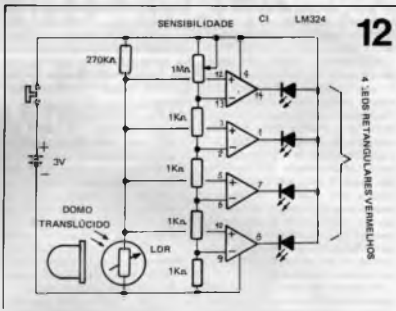 SENSIBILIDADE CI LM324
12
270KΩ
1MΩ
12
+
4
13
-
14
1KΩ
3
+
1
2
-
1KΩ
5
+
7
6
-
1KΩ
10
+
8
9
-
1KΩ
+
3V
-
DOMO
TRANSLÚCIDO
LDR
4 LEDS RETANGULARES VERMELHOS